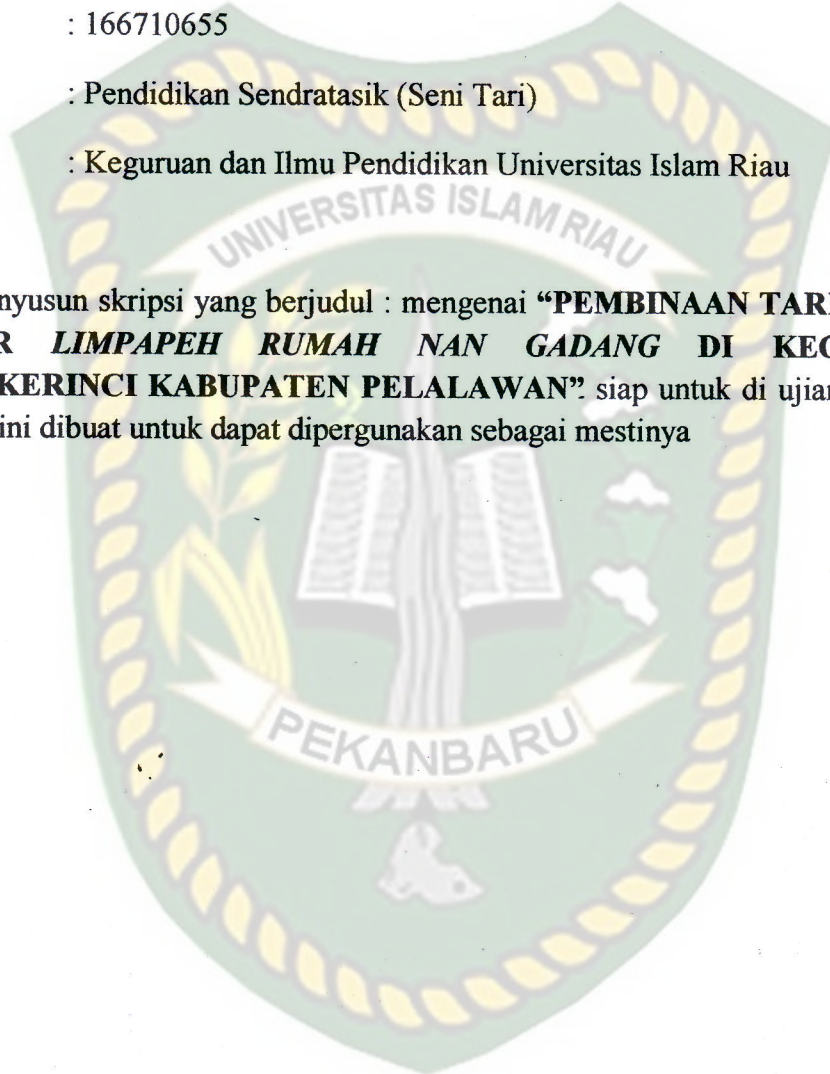 : 166710655
: Pendidikan Sendratasik (Seni Tari)
: Keguruan dan Ilmu Pendidikan Universitas Islam Riau
UNIVERSITAS ISLAM RIAU
nyusun skripsi yang berjudul : mengenai “PEMBINAAN TARI
R LIMPAPEH RUMAH NAN GADANG DI KEC
KERINCI KABUPATEN PELALAWAN”. siap untuk di ujian
ini dibuat untuk dapat dipergunakan sebagai mestinya
PEKANBARU